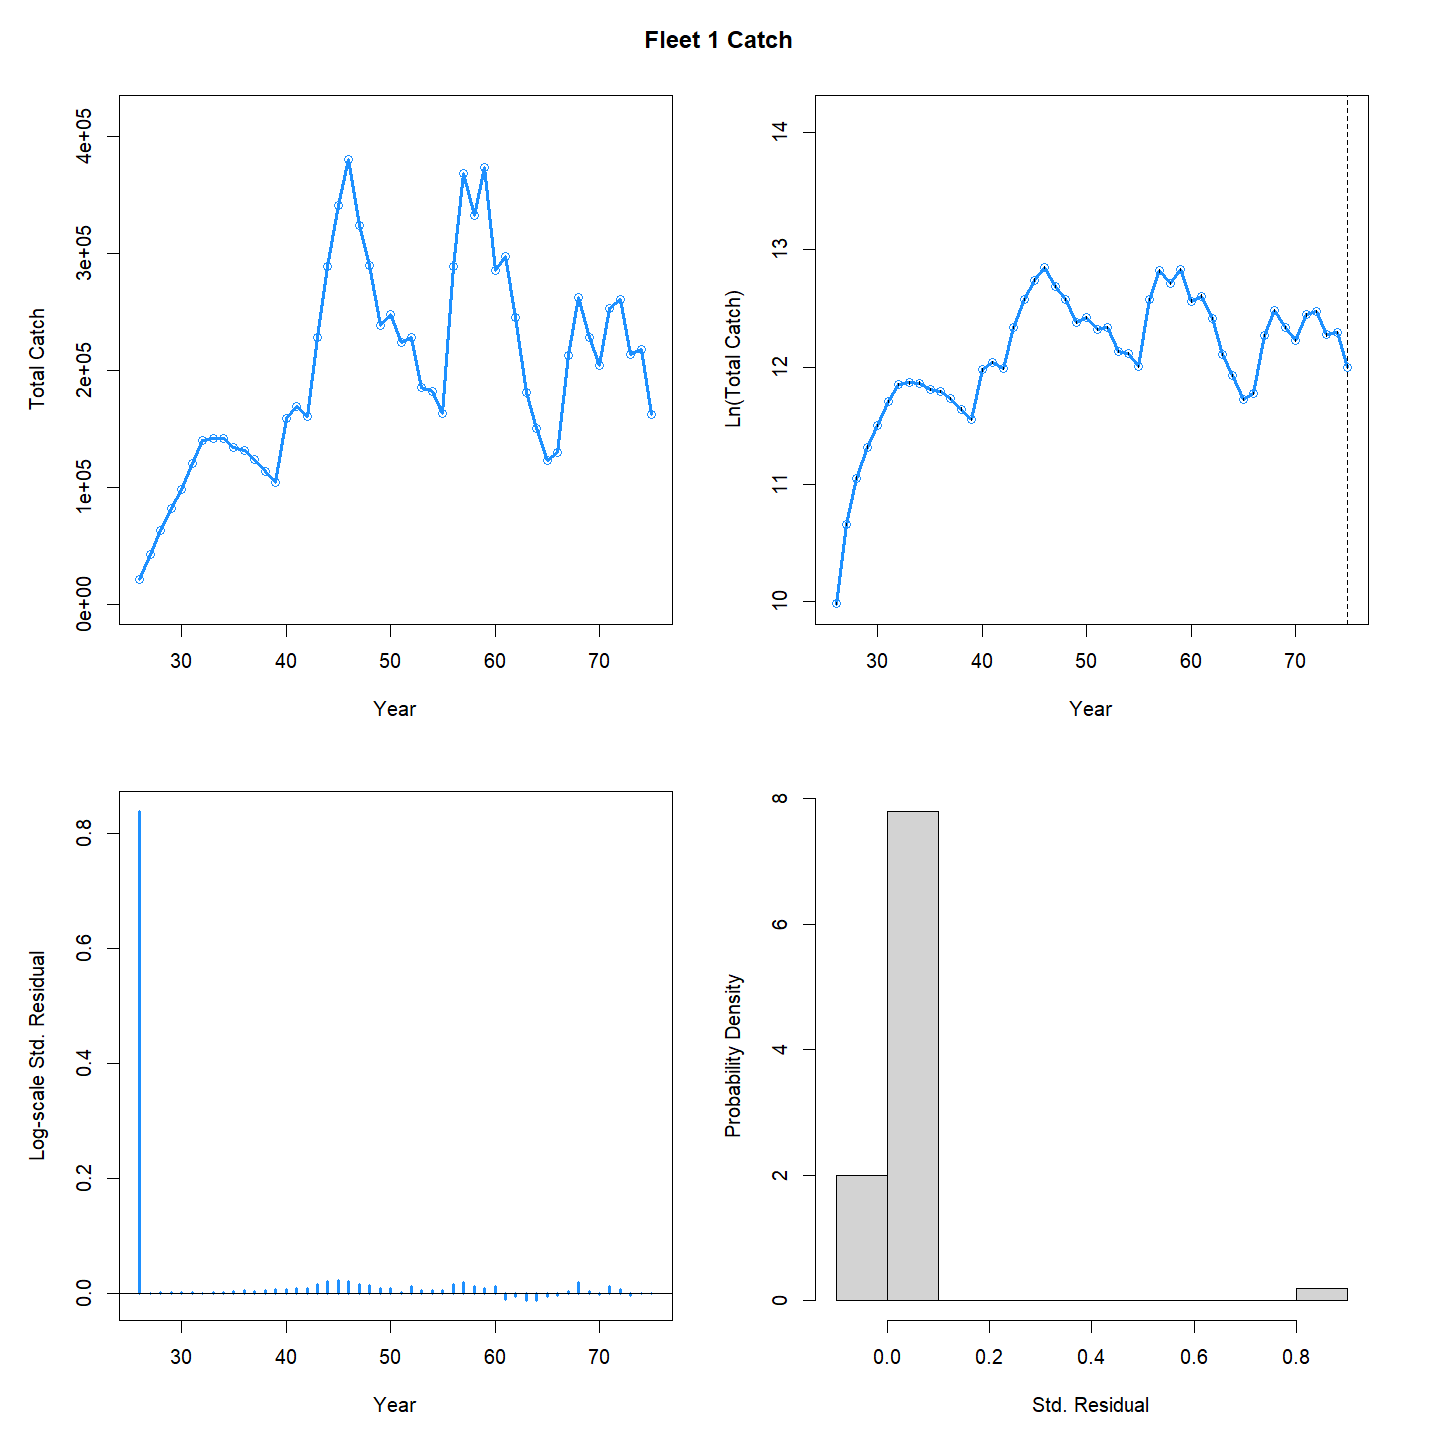 Fleet 1 Catch
Total Catch
0e+00 1e+05 2e+05 3e+05 4e+05
30 40 50 60 70
Year
Ln(Total Catch)
10 11 12 13 14
30 40 50 60 70
Year
Log-scale Std. Residual
0.0 0.2 0.4 0.6 0.8
30 40 50 60 70
Year
Probability Density
0 2 4 6 8
0.0 0.2 0.4 0.6 0.8
Std. Residual